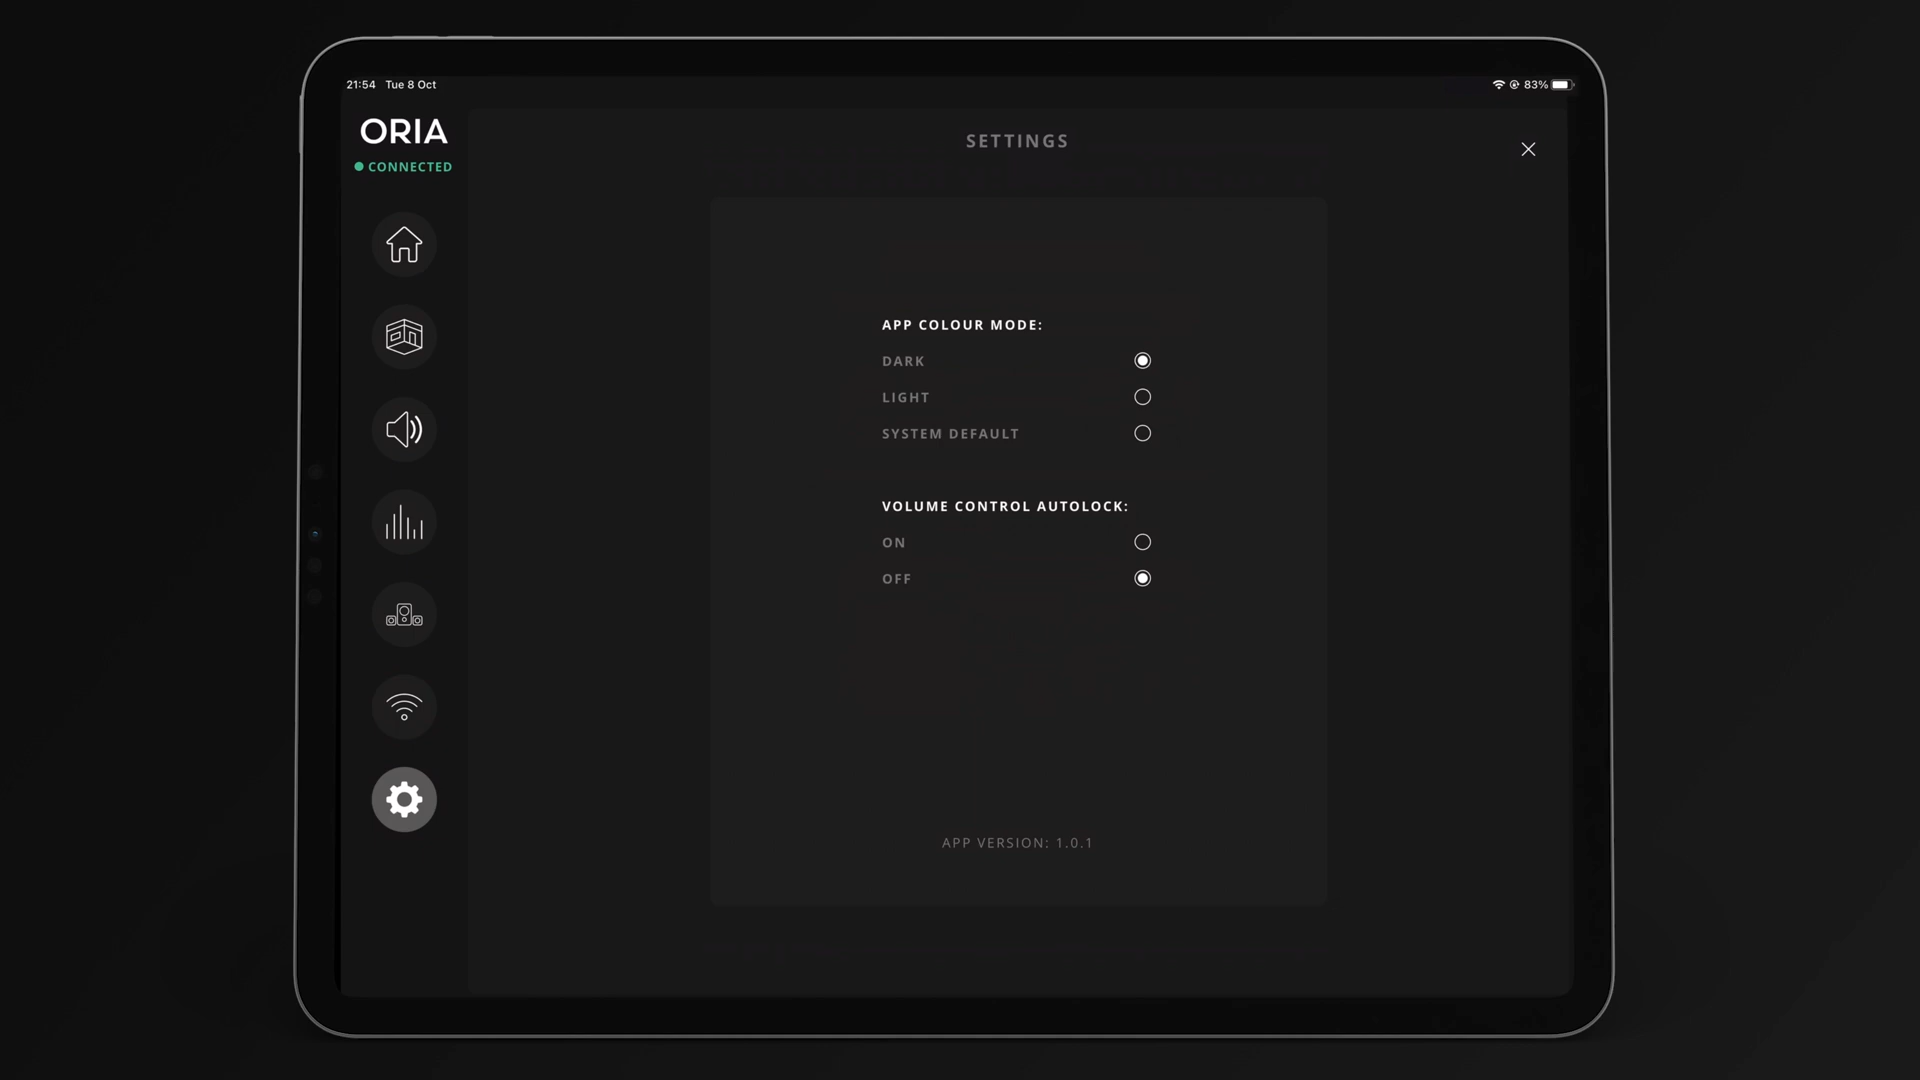 21:54 Tue 8 Oct
83%
ORIA
CONNECTED
SETTINGS
APP COLOUR MODE:
DARK
LIGHT
SYSTEM DEFAULT
VOLUME CONTROL AUTOLOCK:
ON
OFF
APP VERSION: 1.0.1